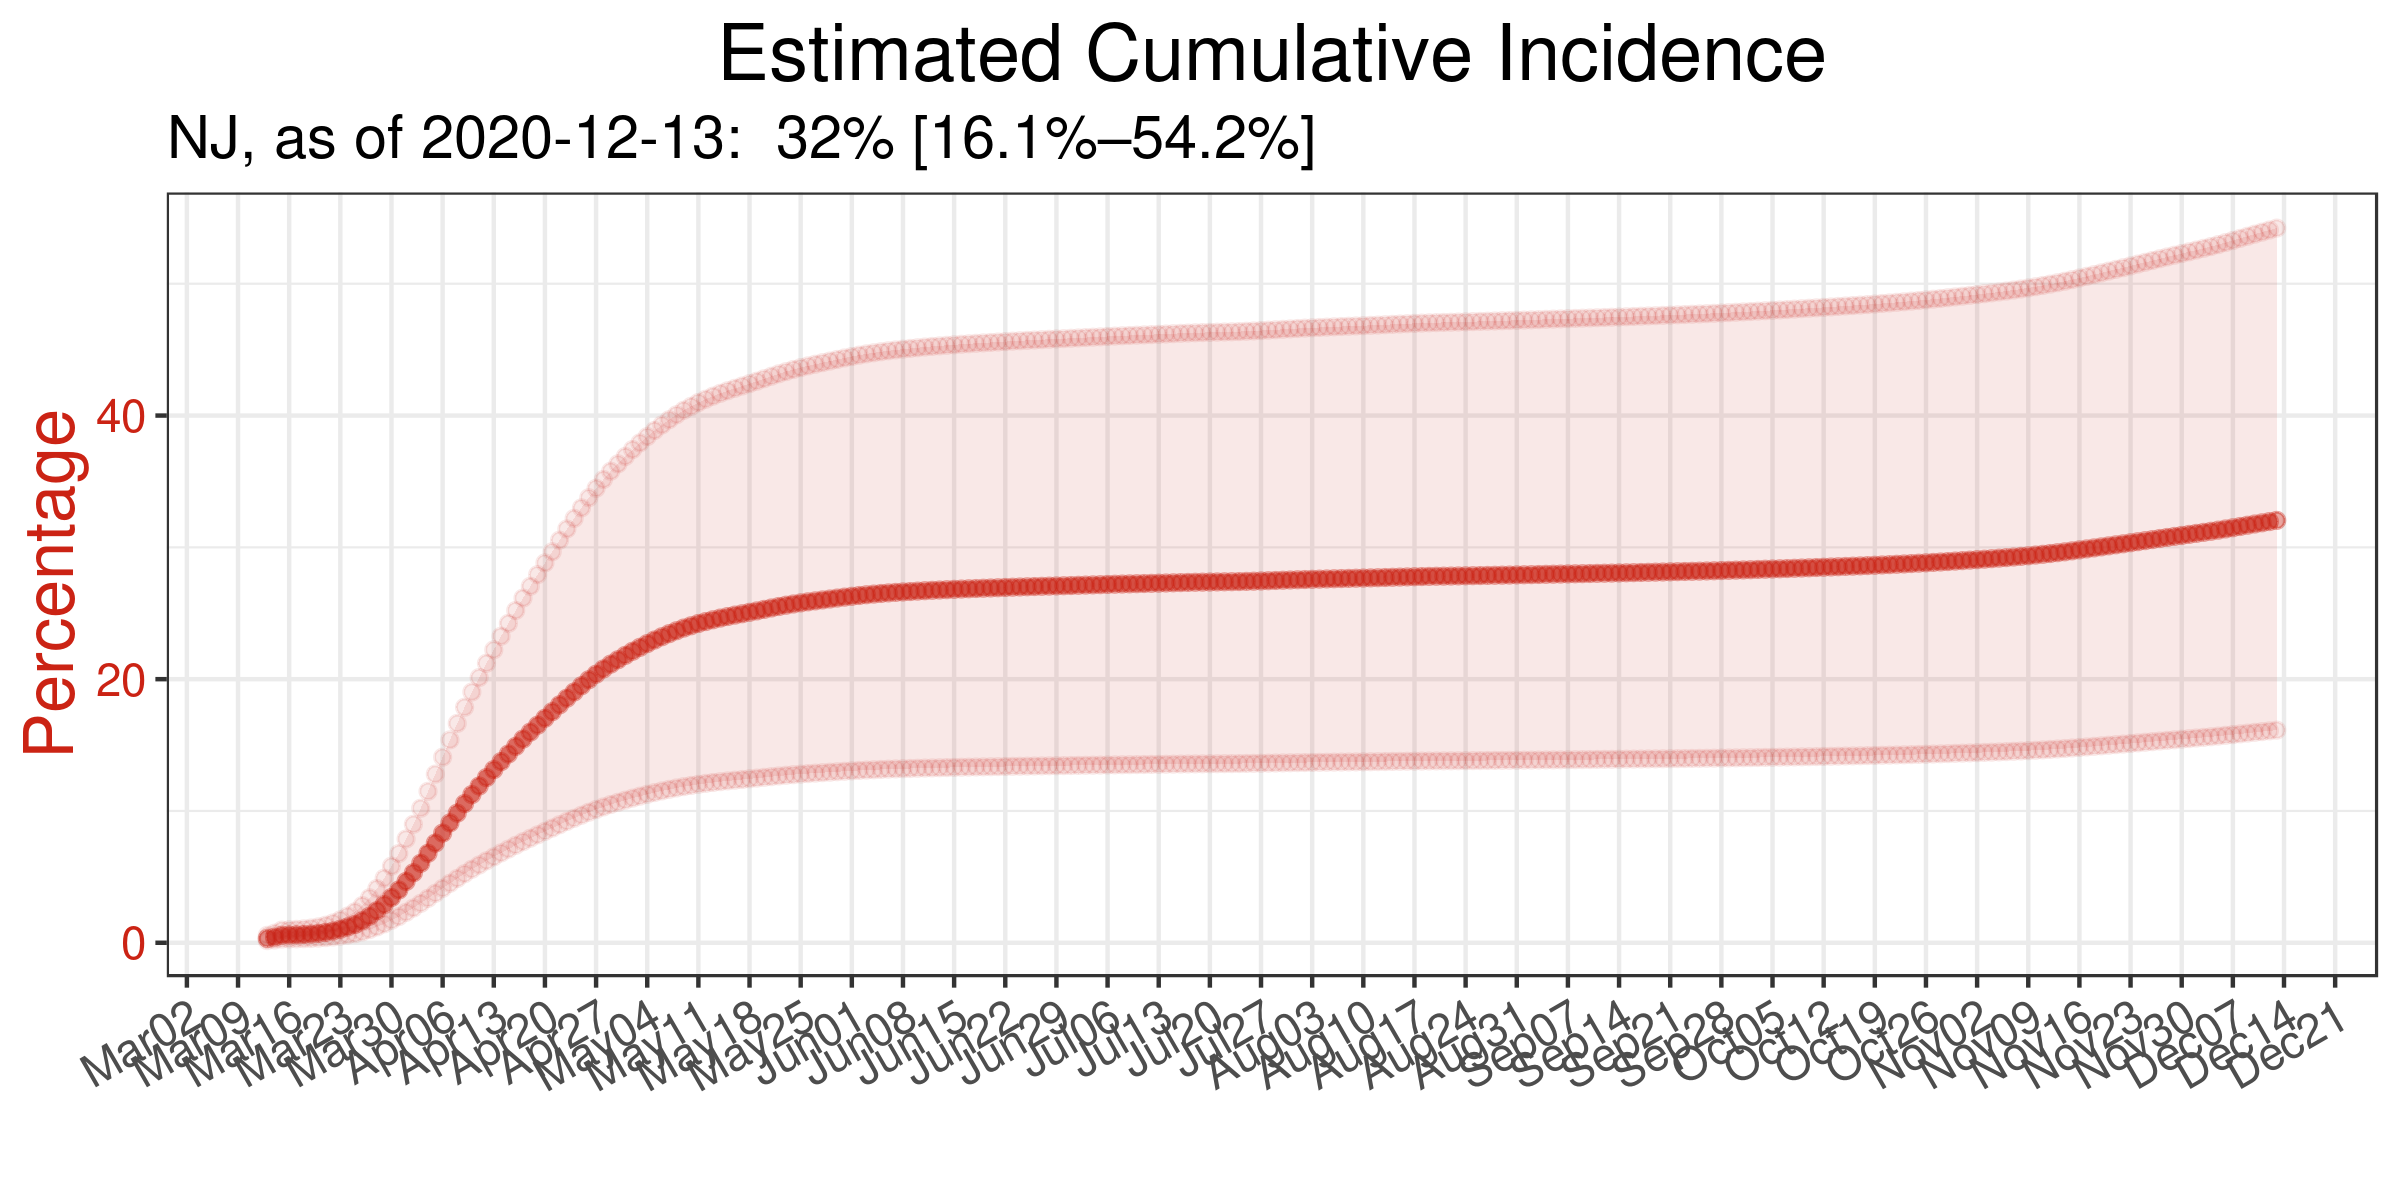 Estimated Cumulative Incidence
NJ, as of 2020-12-13:  32% [16.1%–54.2%]
Percentage
40
20
0
Mar02
Mar09
Mar16
Mar23
Mar30
Apr06
Apr13
Apr20
Apr27
May04
May11
May18
May25
Jun01
Jun08
Jun15
Jun22
Jun29
Jul06
Jul13
Jul20
Jul27
Aug03
Aug10
Aug17
Aug24
Aug31
Sep07
Sep14
Sep21
Sep28
Oct05
Oct12
Oct19
Oct26
Nov02
Nov09
Nov16
Nov23
Nov30
Dec07
Dec14
Dec21